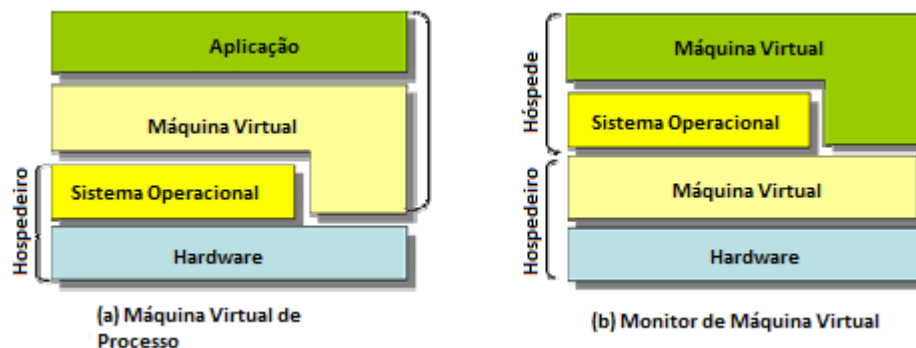 Aplicação
Máquina Virtual
Sistema Operacional
Hardware
Hospedeiro
(a) Máquina Virtual de
Processo
Máquina Virtual
Sistema Operacional
Máquina Virtual
Hardware
Hóspede
Hospedeiro
(b) Monitor de Máquina Virtual